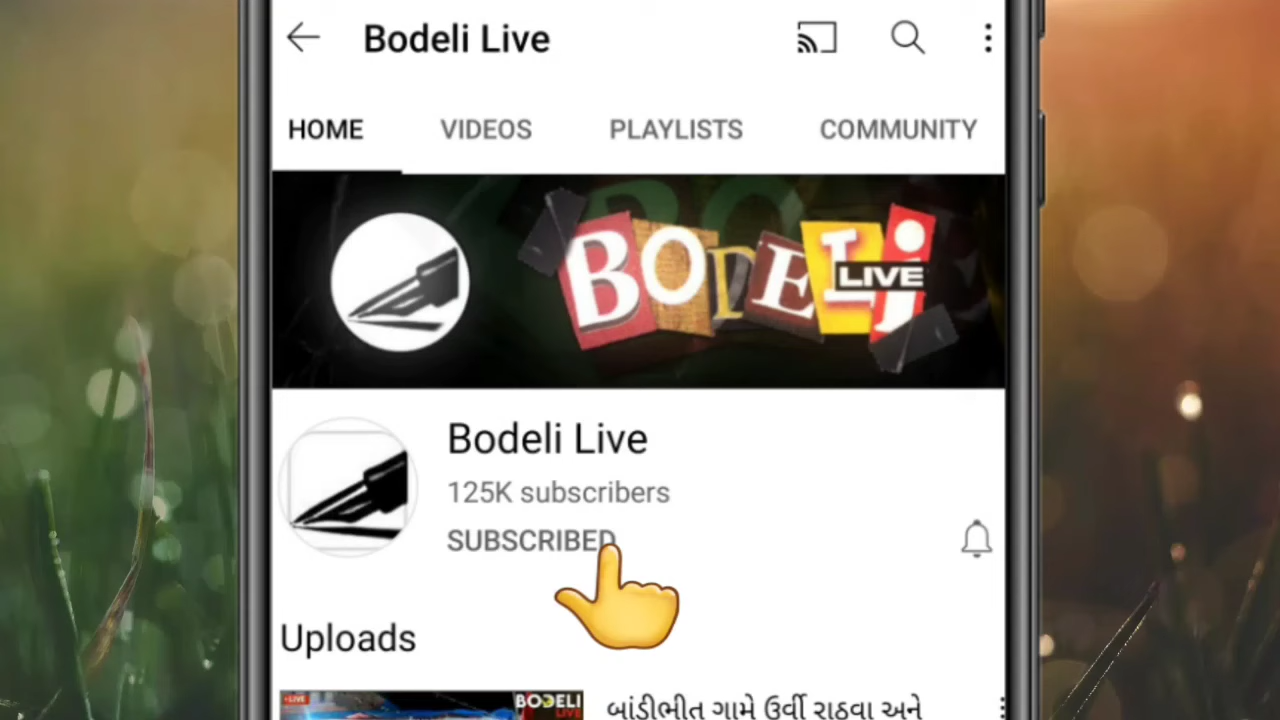 Bodeli Live
HOME VIDEOS PLAYLISTS COMMUNITY
BODELi
LIVE
Bodeli Live
125K subscribers
SUBSCRIBED
Uploads
LIVE
BODELI
LIVE
બાંડીભીત ગામે ઉર્વી રાઠવા અને